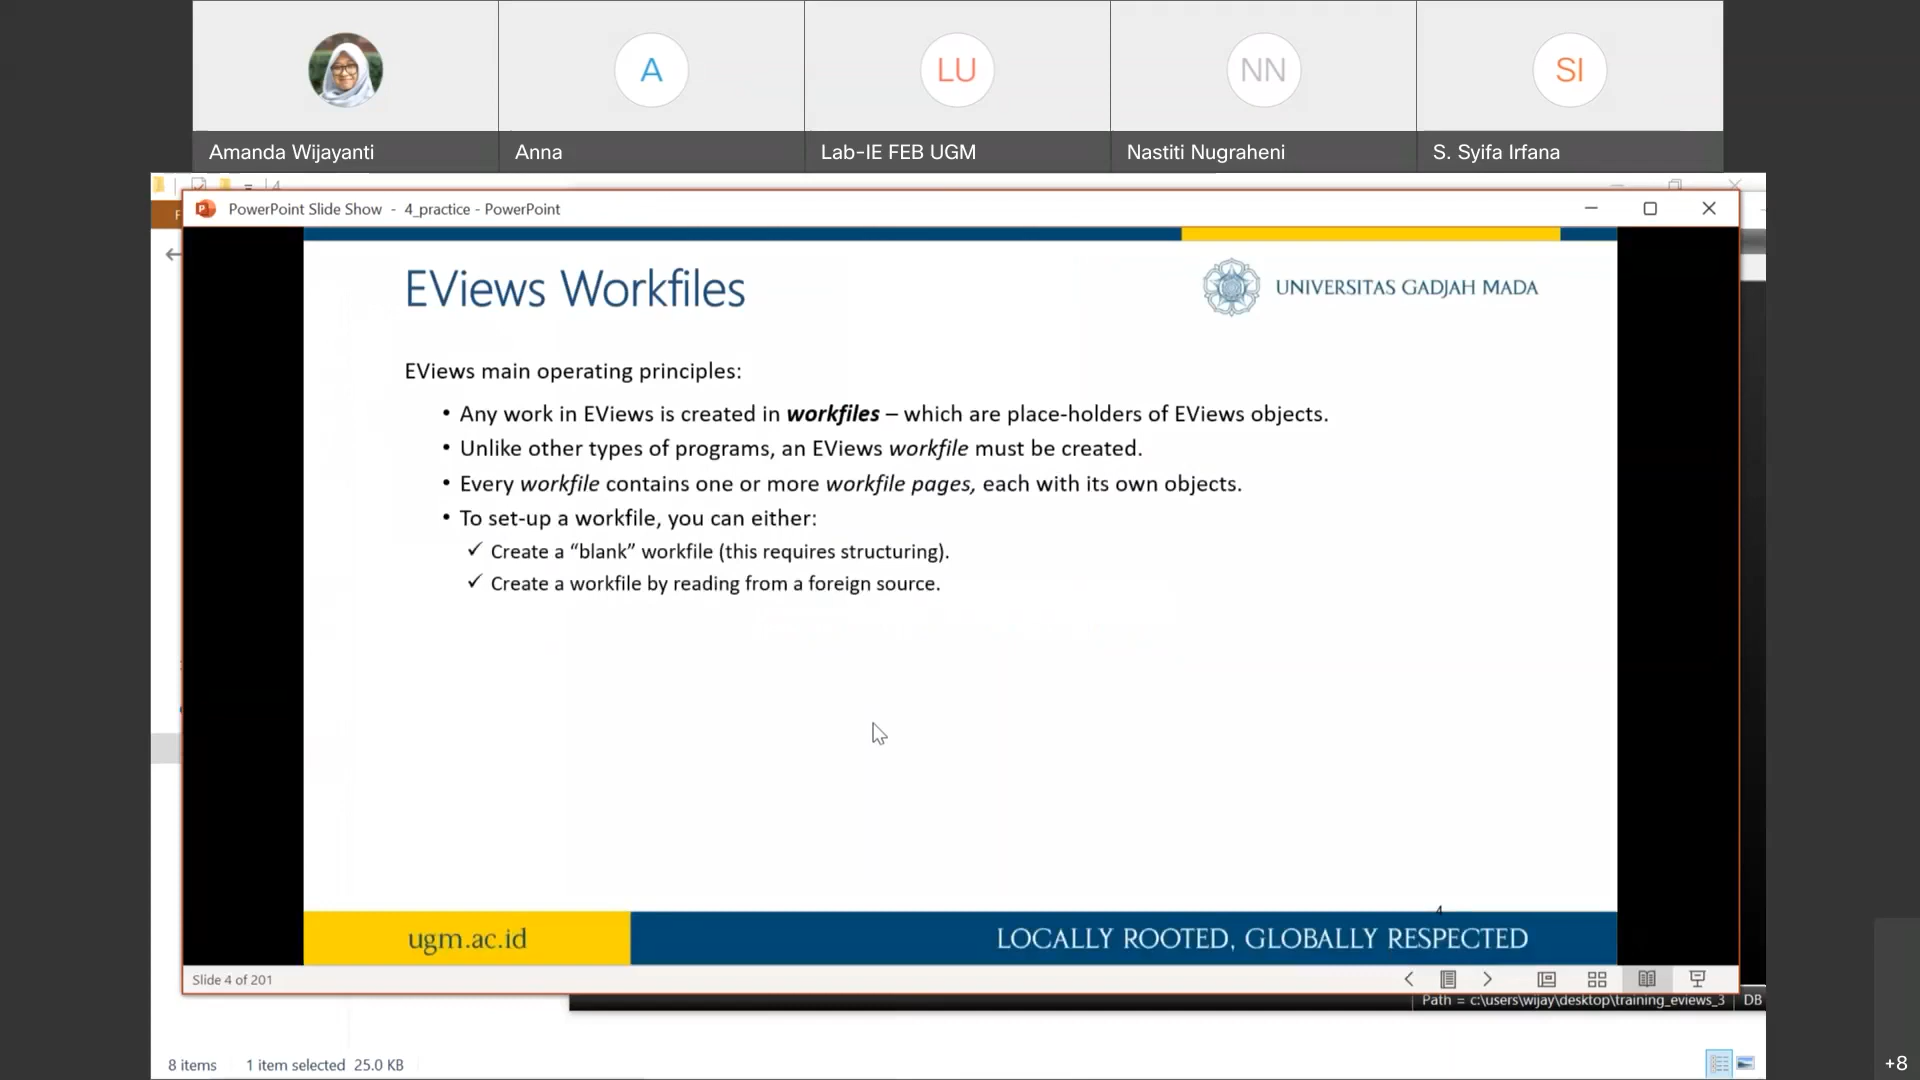 A
LU
NN
SI
Amanda Wijayanti
Anna
Lab-IE FEB UGM
Nastiti Nugraheni
S. Syifa Irfana
4
PowerPoint Slide Show - 4_practice - PowerPoint
EViews Workfiles
UNIVERSITAS GADJAH MADA
EViews main operating principles:
• Any work in EViews is created in workfiles – which are place-holders of EViews objects.
• Unlike other types of programs, an EViews workfile must be created.
• Every workfile contains one or more workfile pages, each with its own objects.
• To set-up a workfile, you can either:
✓ Create a “blank” workfile (this requires structuring).
✓ Create a workfile by reading from a foreign source.
4
ugm.ac.id
LOCALLY ROOTED, GLOBALLY RESPECTED
Slide 4 of 201
Path = c:\users\wijay\desktop\training_eviews_3 DB
8 items 1 item selected 25.0 KB
+8